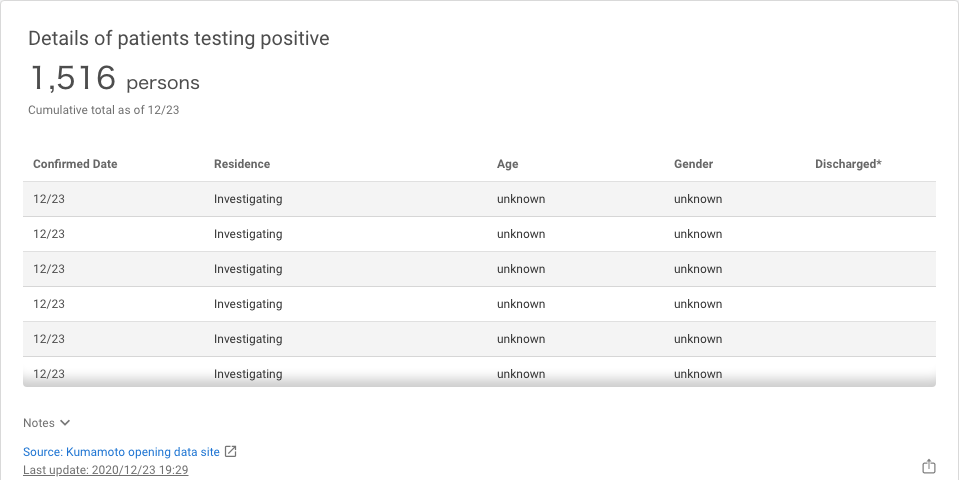 Details of patients testing positive
1,516 persons
Cumulative total as of 12/23
Confirmed Date Residence Age Gender Discharged*
12/23 Investigating unknown unknown
12/23 Investigating unknown unknown
12/23 Investigating unknown unknown
12/23 Investigating unknown unknown
12/23 Investigating unknown unknown
12/23 Investigating unknown unknown
Notes
Source: Kumamoto opening data site
Last update: 2020/12/23 19:29